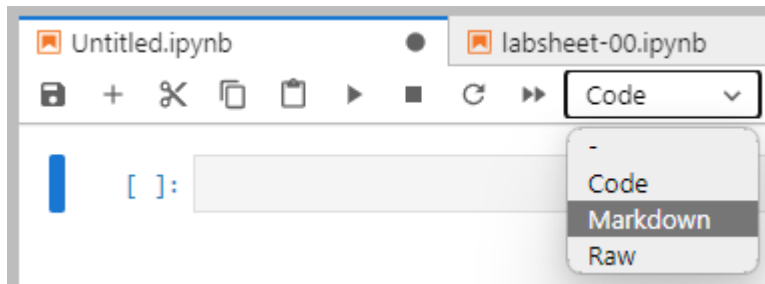 Untitled.ipynb
labsheet-00.ipynb
Code
-
Code
[ ]:
Markdown
Raw